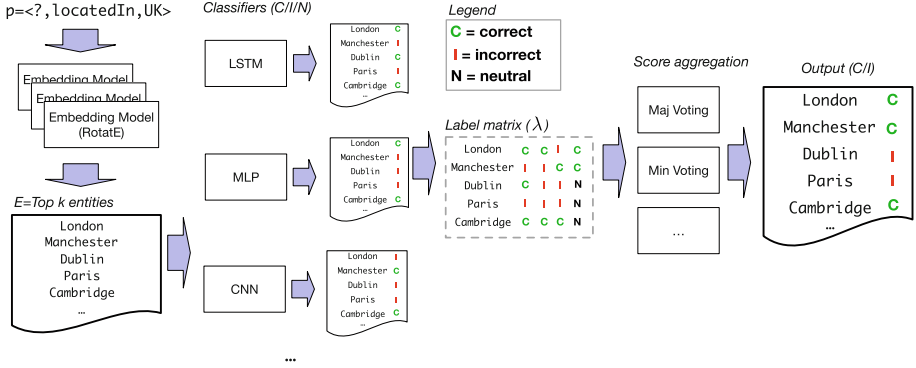 p=<?,locatedIn,UK>
Embedding Model
Embedding Model
Embedding Model
(RotatE)
E=Top k entities
London
Manchester
Dublin
Paris
Cambridge
...
Classifiers (C/I/N)
LSTM
London C
Manchester I
Dublin C
Paris I
Cambridge C
...
MLP
London C
Manchester I
Dublin I
Paris I
Cambridge C
...
CNN
London I
Manchester C
Dublin I
Paris I
Cambridge C
...
...
Legend
C = correct
I = incorrect
N = neutral
Label matrix (λ)
London C C I C
Manchester I I C C
Dublin C I I N
Paris I I I N
Cambridge C C C N
Score aggregation
Maj Voting
Min Voting
...
Output (C/I)
London C
Manchester C
Dublin I
Paris I
Cambridge C
...